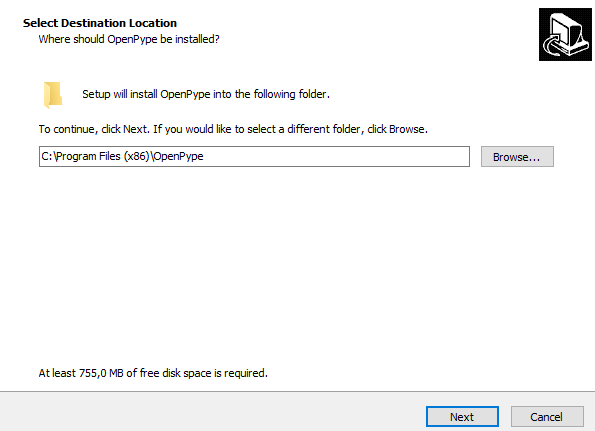 Select Destination Location
Where should OpenPype be installed?
Setup will install OpenPype into the following folder.
To continue, click Next. If you would like to select a different folder, click Browse.
C:\Program Files (x86)\OpenPype
Browse...
At least 755,0 MB of free disk space is required.
Next
Cancel